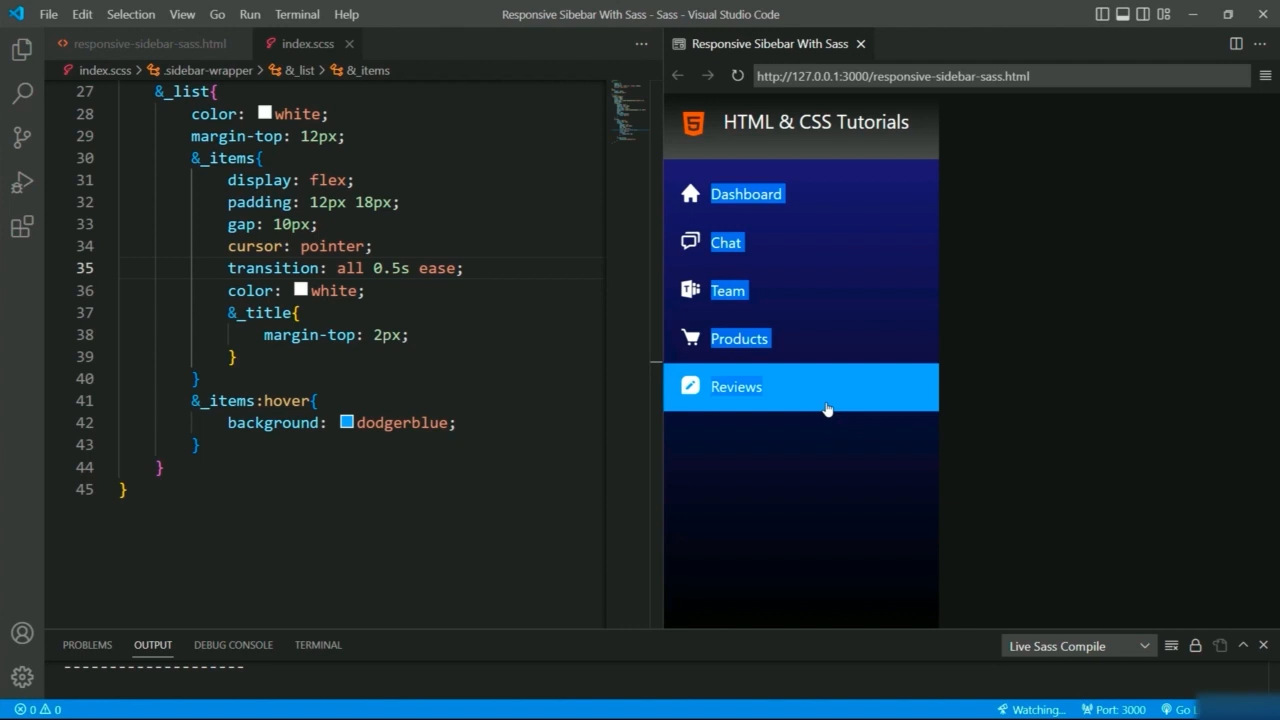 File Edit Selection View Go Run Terminal Help
Responsive Sibebar With Sass - Sass - Visual Studio Code
responsive-sidebar-sass.html
index.scss
index.scss > .sidebar-wrapper > &_list > &_items
27 &_list{
28 color: white;
29 margin-top: 12px;
30 &_items{
31 display: flex;
32 padding: 12px 18px;
33 gap: 10px;
34 cursor: pointer;
35 transition: all 0.5s ease;
36 color: white;
37 &_title{
38 margin-top: 2px;
39 }
40 }
41 &_items:hover{
42 background: dodgerblue;
43 }
44 }
45 }
Responsive Sibebar With Sass
http://127.0.0.1:3000/responsive-sidebar-sass.html
5
HTML & CSS Tutorials
Dashboard
Chat
Team
Products
Reviews
PROBLEMS OUTPUT DEBUG CONSOLE TERMINAL
Live Sass Compile
--------------------
0 0
Watching...
Port: 3000
Go